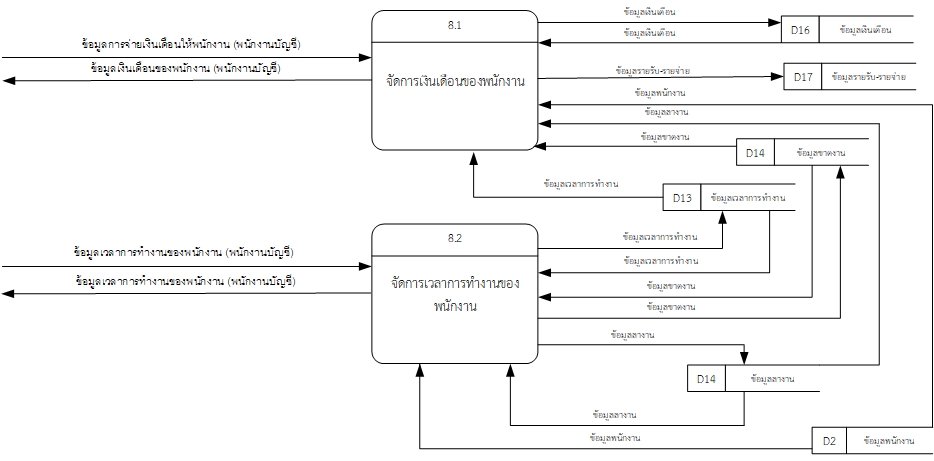 8.1
จัดการเงินเดือนของพนักงาน
ข้อมูลการจ่ายเงินเดือนให้พนักงาน (พนักงานบัญชี)
ข้อมูลเงินเดือนของพนักงาน (พนักงานบัญชี)
ข้อมูลเงินเดือน
ข้อมูลเงินเดือน
D16 ข้อมูลเงินเดือน
ข้อมูลรายรับ-รายจ่าย
D17 ข้อมูลรายรับ-รายจ่าย
ข้อมูลพนักงาน
ข้อมูลลางาน
ข้อมูลขาดงาน
D14 ข้อมูลขาดงาน
ข้อมูลเวลาการทำงาน
D13 ข้อมูลเวลาการทำงาน
8.2
จัดการเวลาการทำงานของ
พนักงาน
ข้อมูลเวลาการทำงานของพนักงาน (พนักงานบัญชี)
ข้อมูลเวลาการทำงานของพนักงาน (พนักงานบัญชี)
ข้อมูลเวลาการทำงาน
ข้อมูลเวลาการทำงาน
ข้อมูลขาดงาน
ข้อมูลขาดงาน
ข้อมูลลางาน
D14 ข้อมูลลางาน
ข้อมูลลางาน
ข้อมูลพนักงาน
D2 ข้อมูลพนักงาน